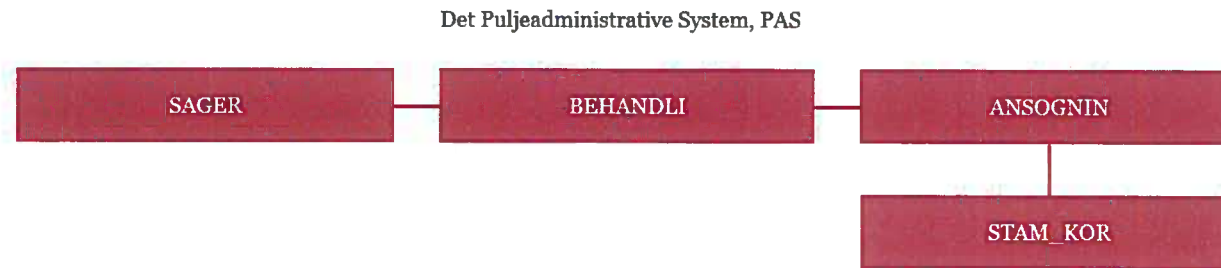 Det Puljeadministrative System, PAS
SAGER
BEHANDLI
ANSOGNIN
STAM_KOR